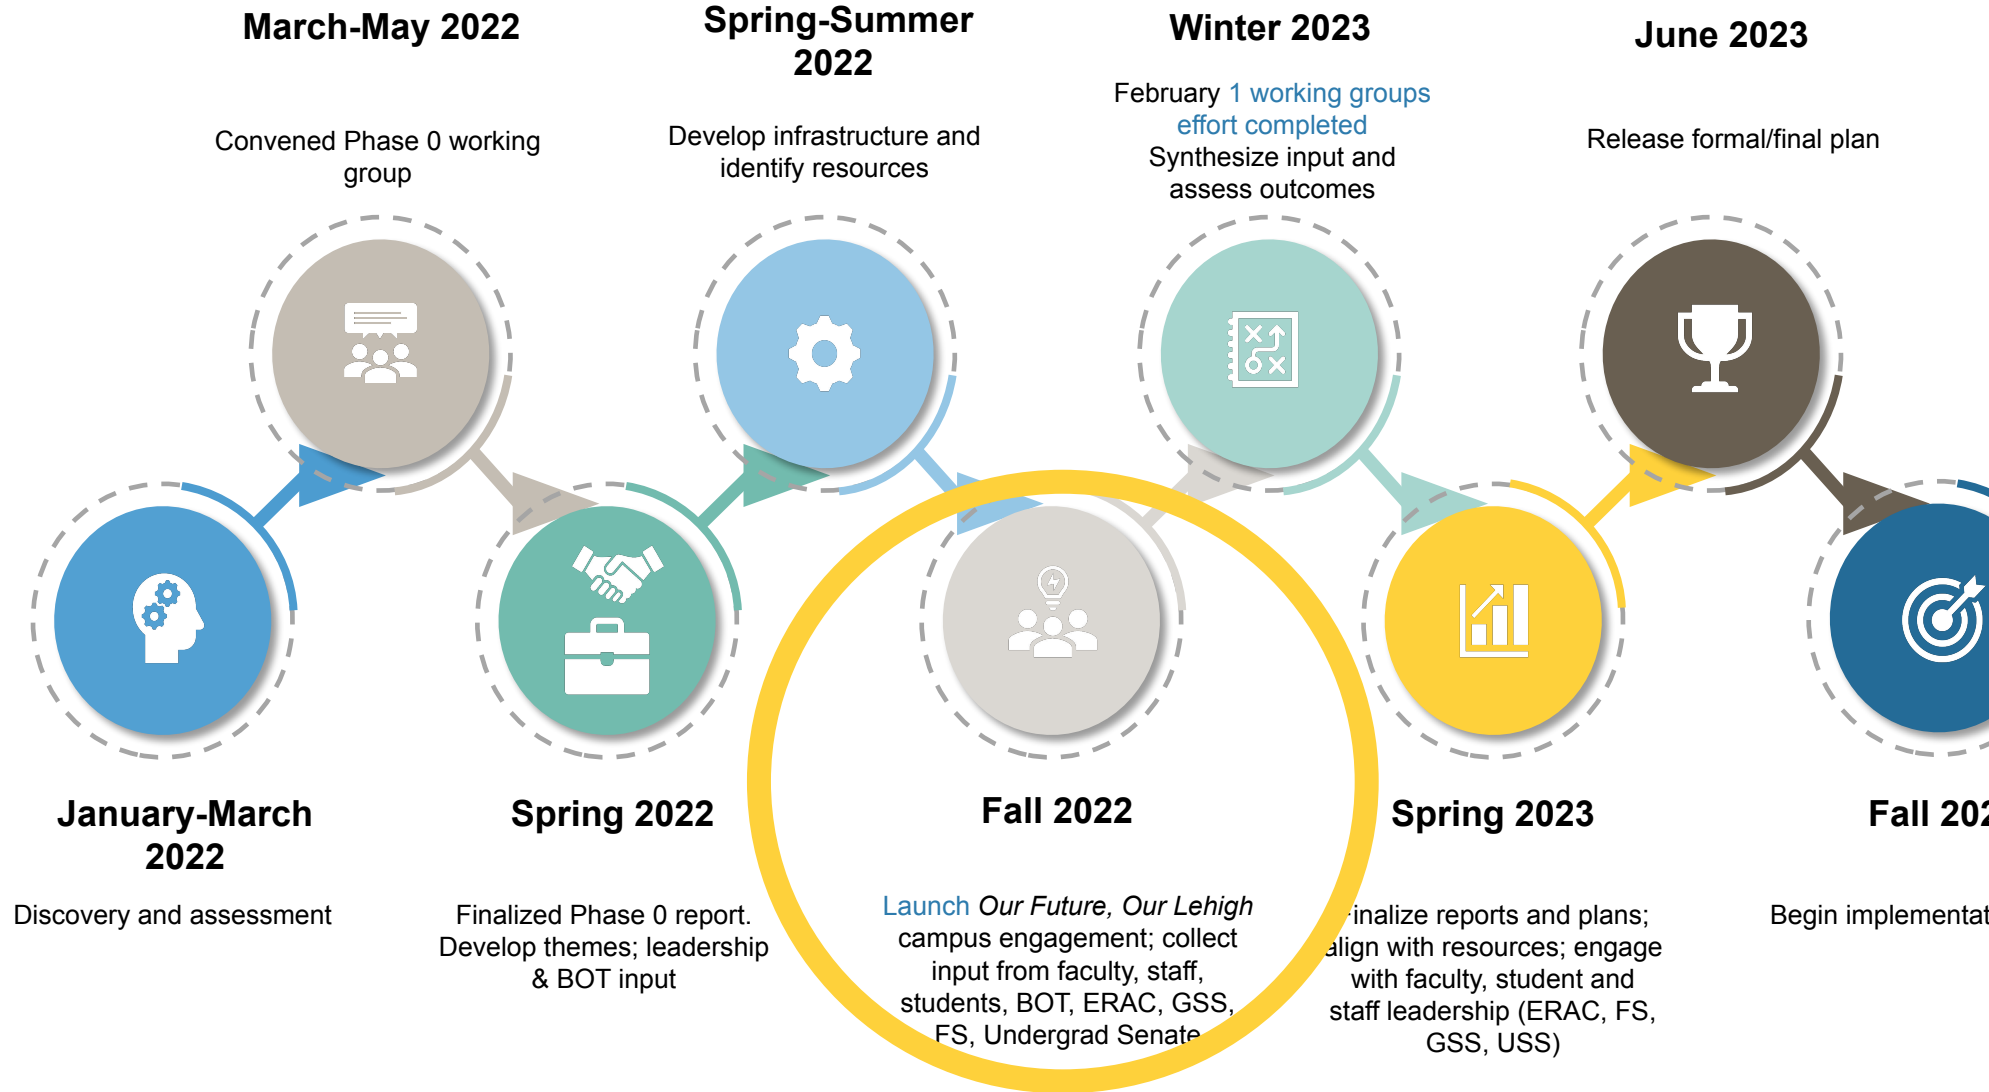 March-May 2022
Convened Phase 0 working
group
Spring-Summer
2022
Develop infrastructure and
identify resources
Winter 2023
February 1 working groups
effort completed
Synthesize input and
assess outcomes
June 2023
Release formal/final plan
January-March
2022
Discovery and assessment
Spring 2022
Finalized Phase 0 report.
Develop themes; leadership
& BOT input
Fall 2022
Launch Our Future, Our Lehigh
campus engagement; collect
input from faculty, staff,
students, BOT, ERAC, GSS,
FS, Undergrad Senate
Spring 2023
Finalize reports and plans;
align with resources; engage
with faculty, student and
staff leadership (ERAC, FS,
GSS, USS)
Fall
Begin